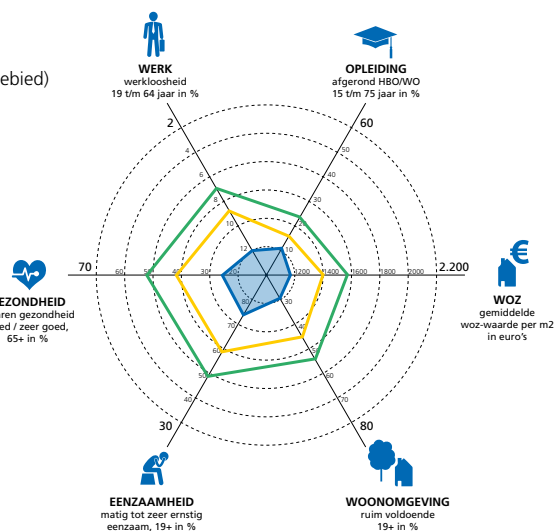 ebied)
WERK
werkloosheid
19 t/m 64 jaar in %
2
4
6
8
10
12
OPLEIDING
afgerond HBO/WO
15 t/m 75 jaar in %
60
50
40
30
20
10
70
60
50
40
30
20
1200
1400
1600
1800
2000
2.200
EZONDHEID
ren gezondheid
ed / zeer goed,
65+ in %
WOZ
gemiddelde
woz-waarde per m2
in euro's
80
70
60
50
40
30
30
40
50
60
70
80
EENZAAMHEID
matig tot zeer ernstig
eenzaam, 19+ in %
WOONOMGEVING
ruim voldoende
19+ in %